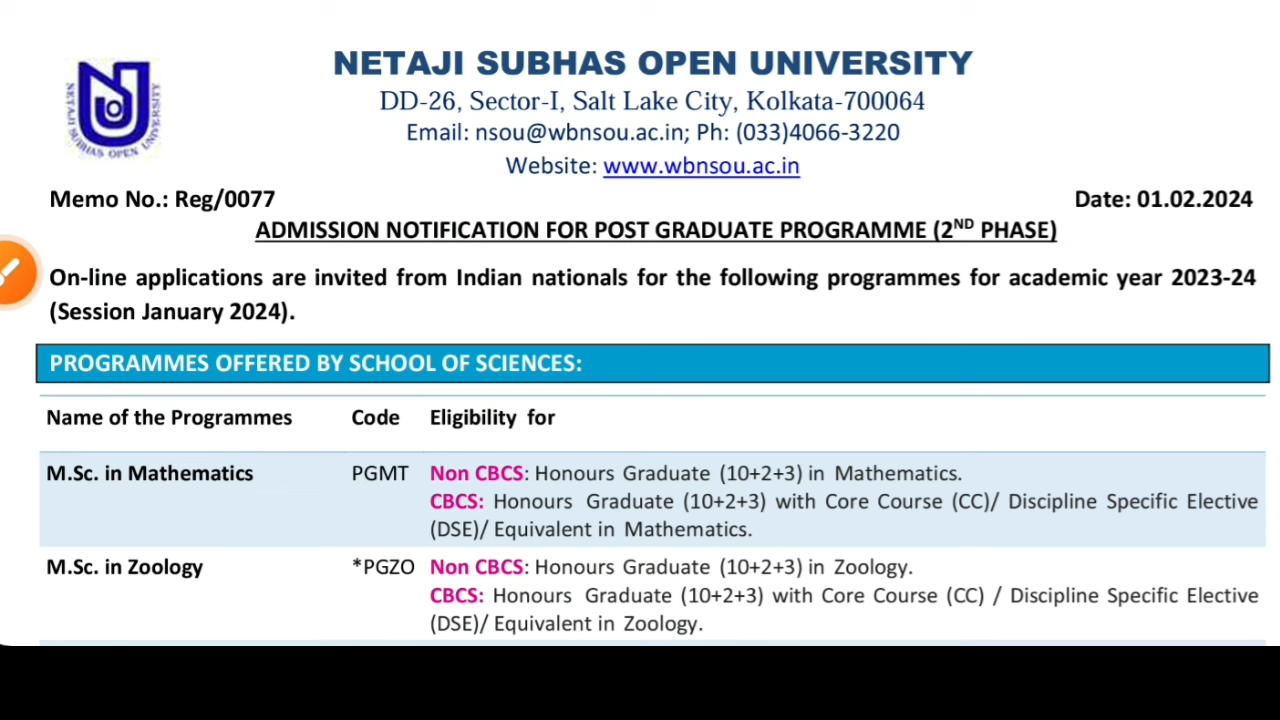 NETAJI SUBHAS OPEN UNIVERSITY
NETAJI SUBHAS OPEN UNIVERSITY
DD-26, Sector-I, Salt Lake City, Kolkata-700064
Email: nsou@wbnsou.ac.in; Ph: (033)4066-3220
Website: www.wbnsou.ac.in
Memo No.: Reg/0077 Date: 01.02.2024
ADMISSION NOTIFICATION FOR POST GRADUATE PROGRAMME (2ND PHASE)
On-line applications are invited from Indian nationals for the following programmes for academic year 2023-24
(Session January 2024).
PROGRAMMES OFFERED BY SCHOOL OF SCIENCES:
Name of the Programmes Code Eligibility for
M.Sc. in Mathematics PGMT Non CBCS: Honours Graduate (10+2+3) in Mathematics.
CBCS: Honours Graduate (10+2+3) with Core Course (CC)/ Discipline Specific Elective
(DSE)/ Equivalent in Mathematics.
M.Sc. in Zoology *PGZO Non CBCS: Honours Graduate (10+2+3) in Zoology.
CBCS: Honours Graduate (10+2+3) with Core Course (CC) / Discipline Specific Elective
(DSE)/ Equivalent in Zoology.